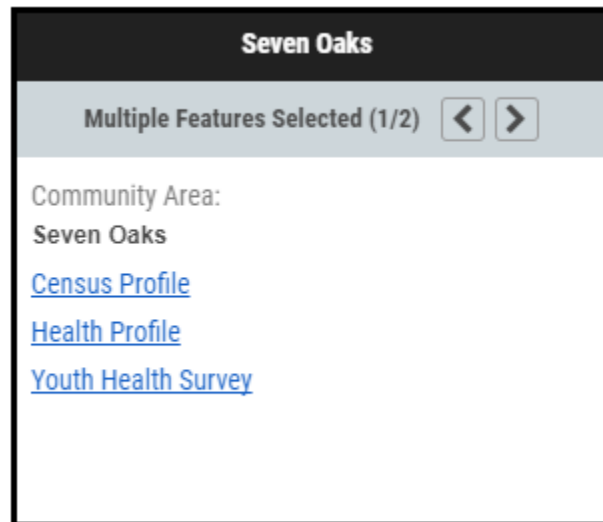 Seven Oaks
Multiple Features Selected (1/2)
Community Area:
Seven Oaks
Census Profile
Health Profile
Youth Health Survey